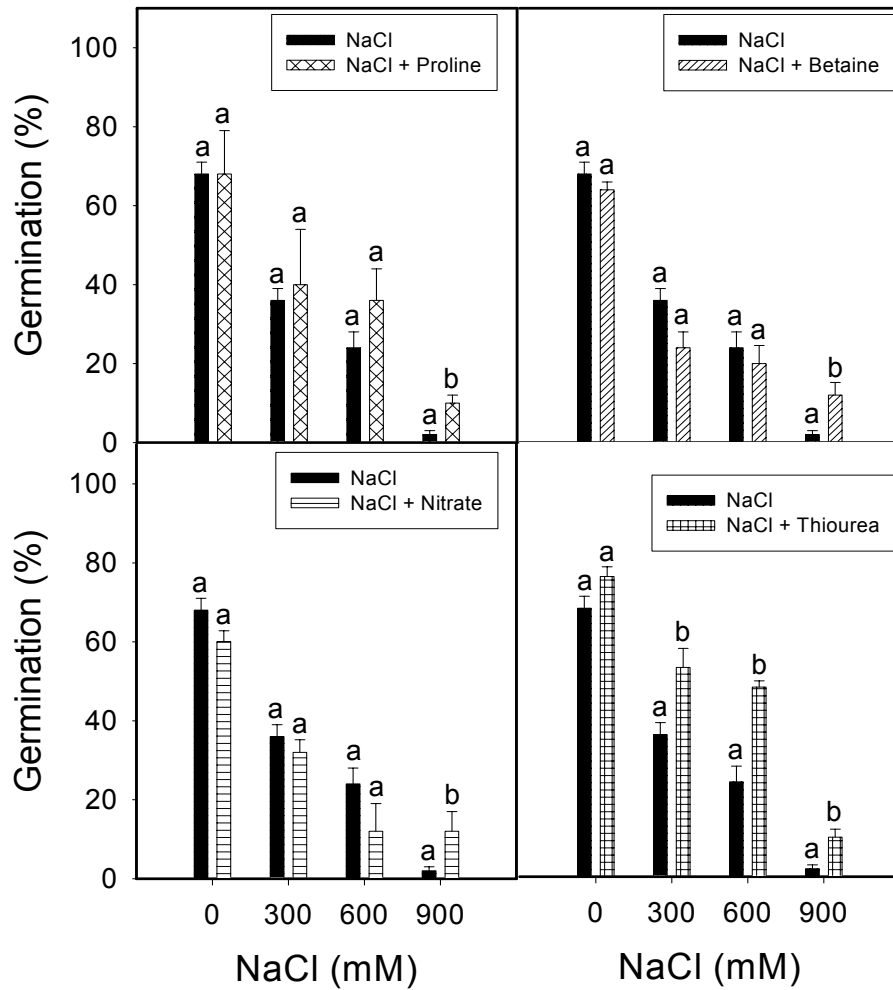 100
80
60
40
20
0
Germination (%)
NaCl
NaCl + Proline
a a
a a
a a
a b
NaCl
NaCl + Betaine
a a
a a
a a
a b
100
80
60
40
20
0
Germination (%)
NaCl
NaCl + Nitrate
a a
a a
a a
a b
NaCl
NaCl + Thiourea
a a
a b
a b
a b
0 300 600 900
0 300 600 900
NaCl (mM)
NaCl (mM)